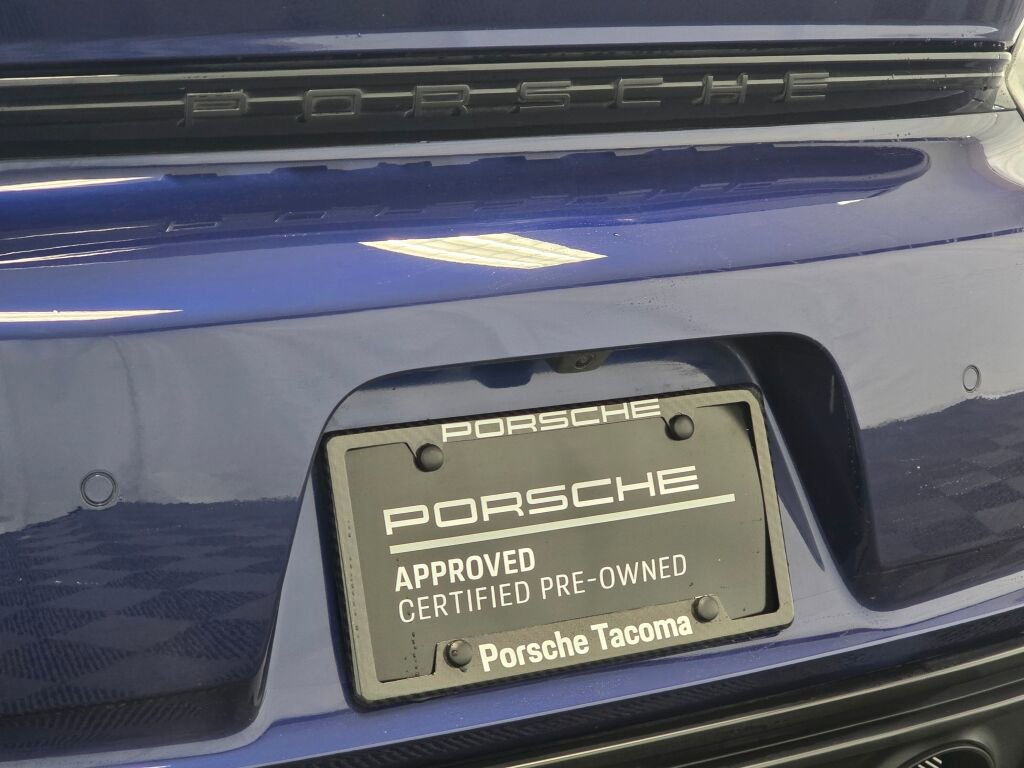 PORSCHE
PORSCHE
PORSCHE
APPROVED
CERTIFIED PRE-OWNED
Porsche Tacoma